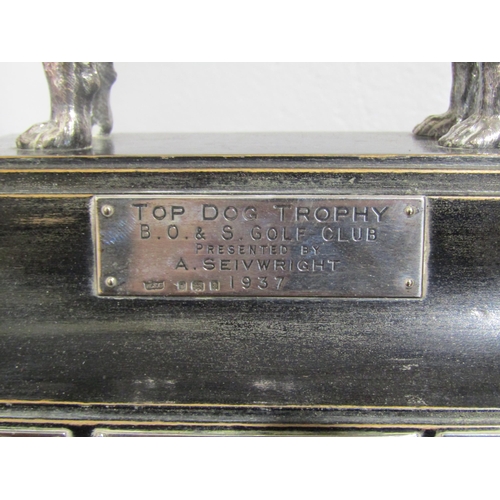 TOP DOG TROPHY
B.O. & S. GOLF CLUB
PRESENTED BY
A. SEIVWRIGHT
1937